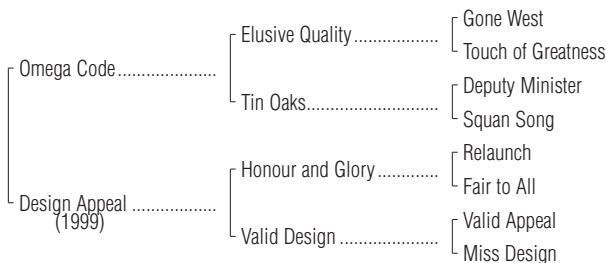 Gone West
Elusive Quality..................
Touch of Greatness
Omega Code.....................
Deputy Minister
Tin Oaks............................
Squan Song
Relaunch
Honour and Glory.............
Fair to All
Design Appeal ..................
(1999)
Valid Appeal
Valid Design .....................
Miss Design